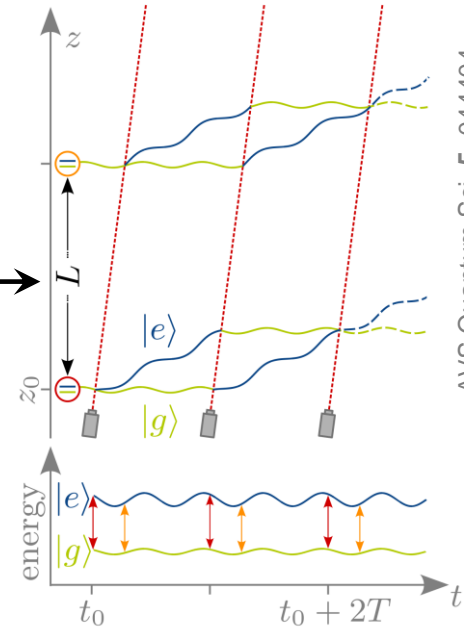 z
L
|e⟩
z₀
|g⟩
energy
|e⟩
|g⟩
t
t₀
t₀ + 2T